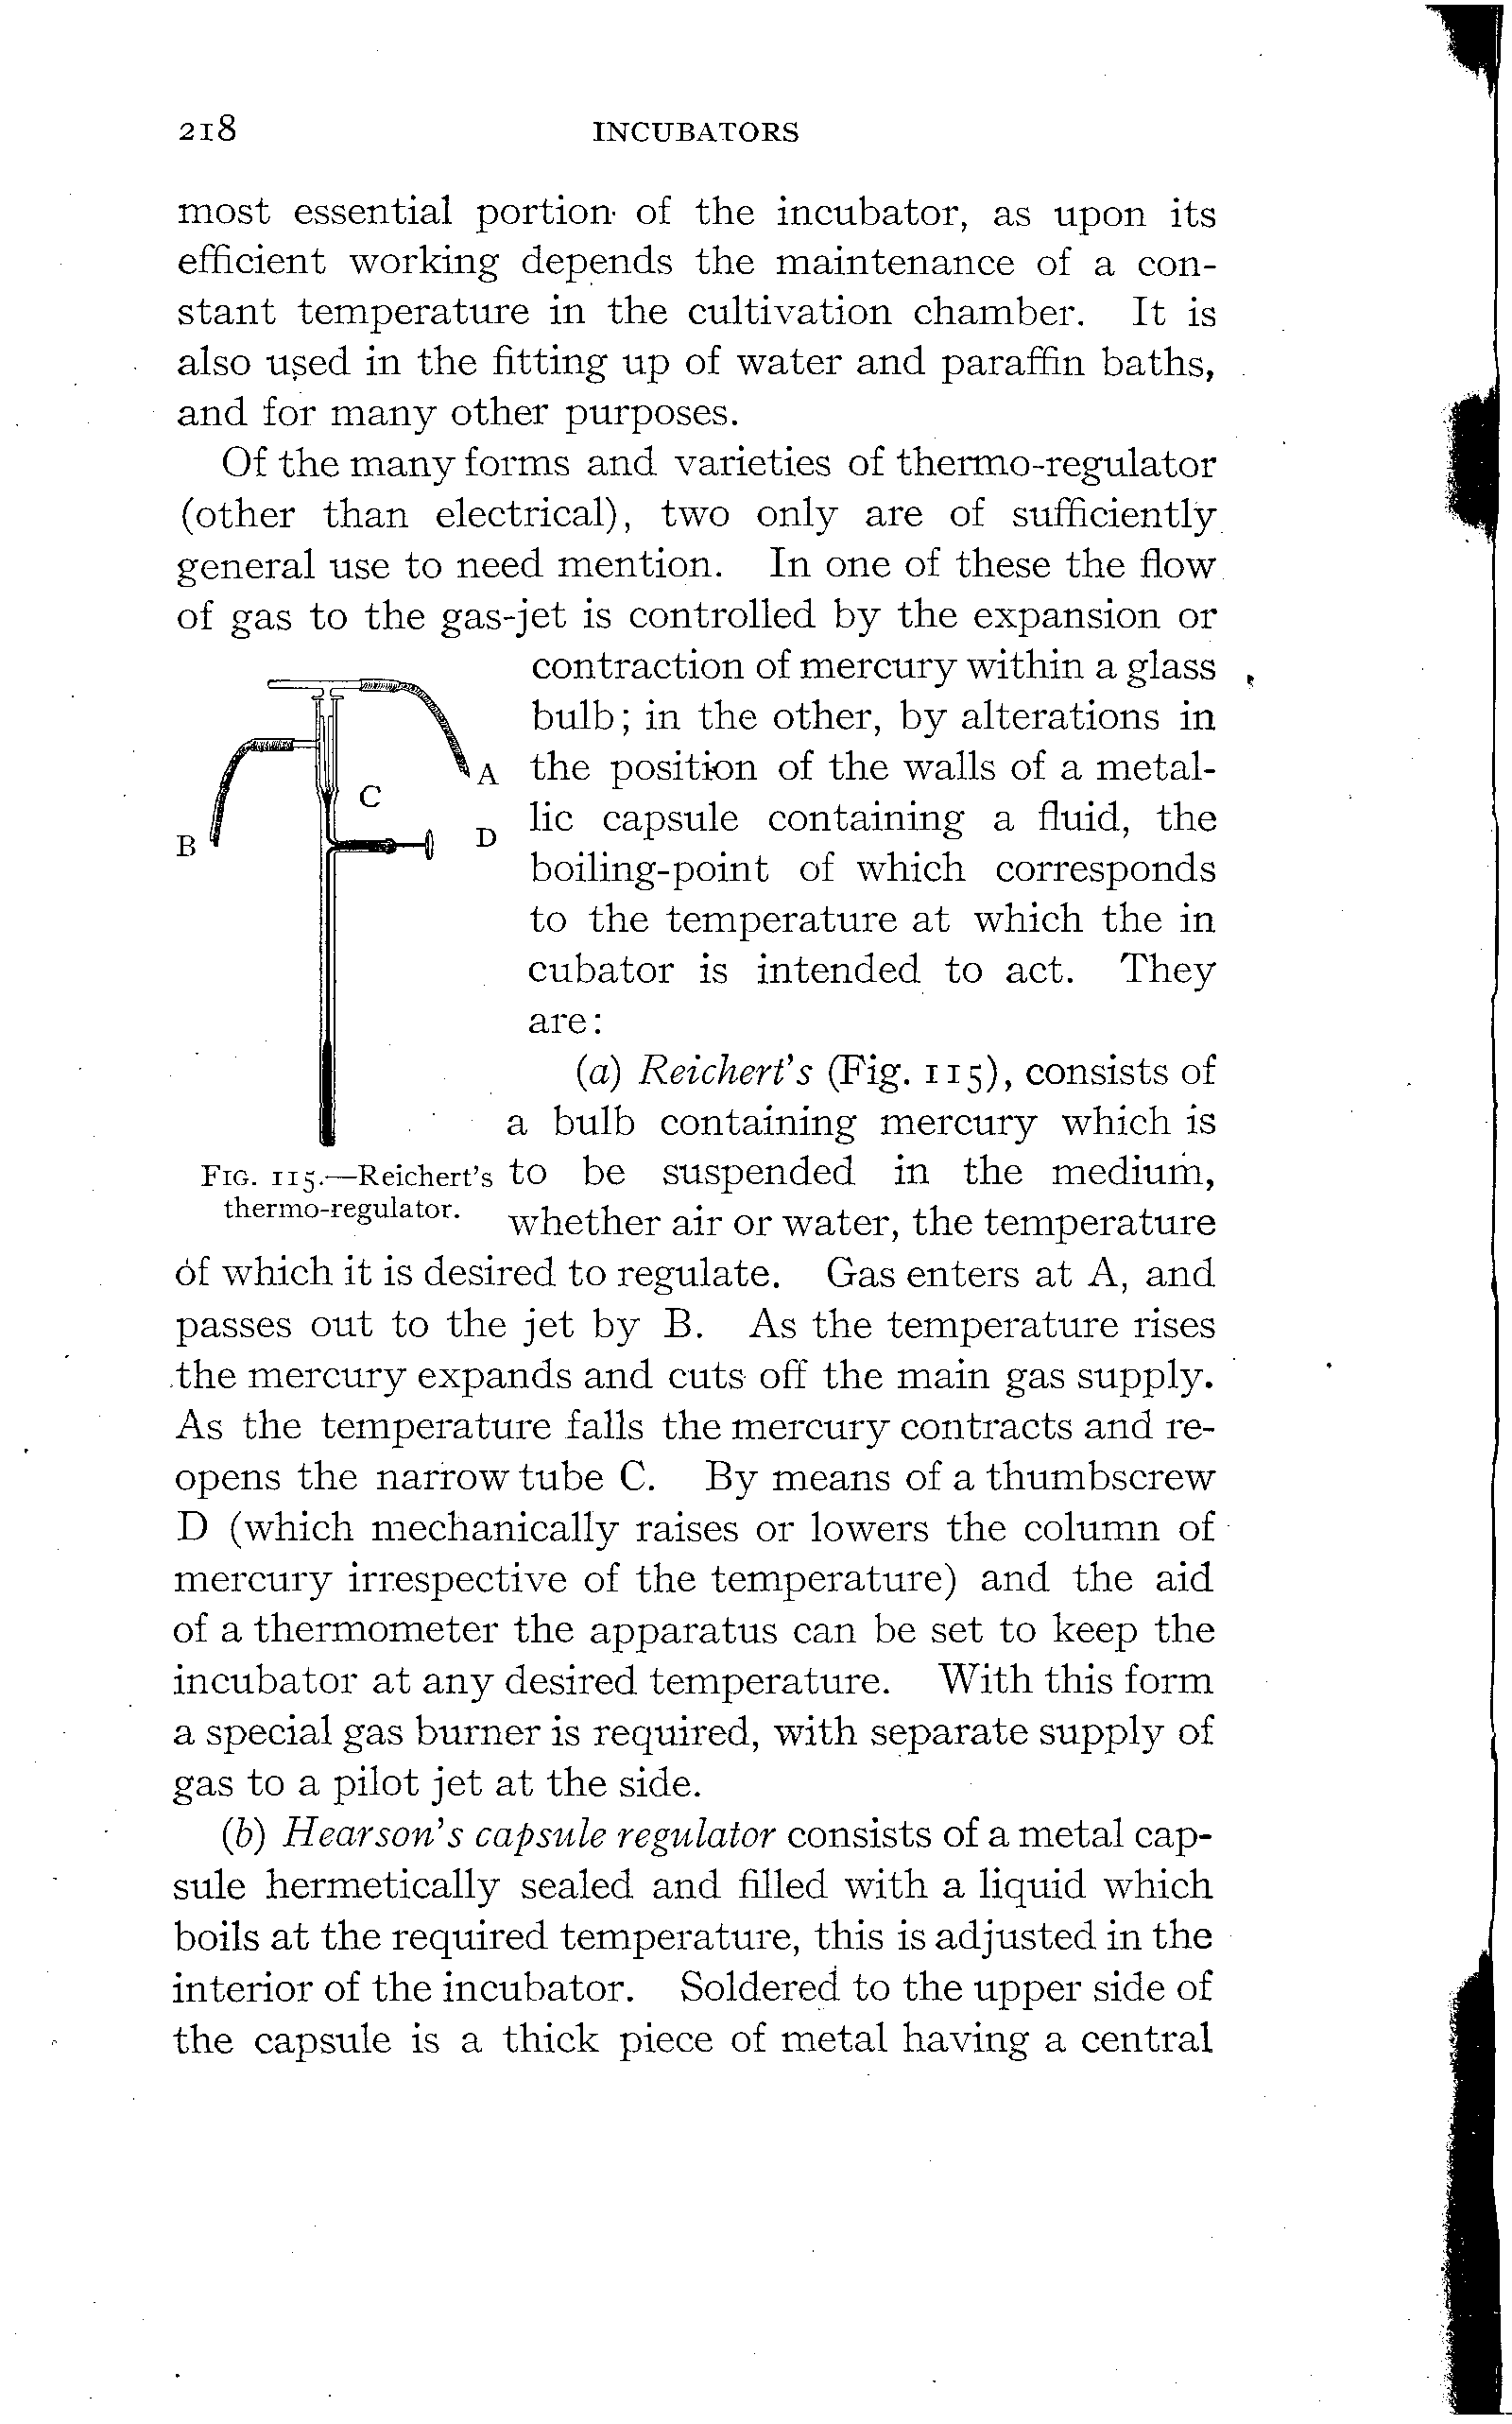 218 INCUBATORS
most essential portion of the incubator, as upon its
efficient working depends the maintenance of a con-
stant temperature in the cultivation chamber. It is
also used in the fitting up of water and paraffin baths,
and for many other purposes.
Of the many forms and varieties of thermo-regulator
(other than electrical), two only are of sufficiently
general use to need mention. In one of these the flow
of gas to the gas-jet is controlled by the expansion or
contraction of mercury within a glass
bulb; in the other, by alterations in
the position of the walls of a metal-
lic capsule containing a fluid, the
boiling-point of which corresponds
to the temperature at which the in
cubator is intended to act. They
are:
(a) Reichert's (Fig. 115), consists of
a bulb containing mercury which is
to be suspended in the medium,
whether air or water, the temperature
A
C
B
D
FIG. 115.—Reichert's
thermo-regulator.
of which it is desired to regulate. Gas enters at A, and
passes out to the jet by B. As the temperature rises
the mercury expands and cuts off the main gas supply.
As the temperature falls the mercury contracts and re-
opens the narrow tube C. By means of a thumbscrew
D (which mechanically raises or lowers the column of
mercury irrespective of the temperature) and the aid
of a thermometer the apparatus can be set to keep the
incubator at any desired temperature. With this form
a special gas burner is required, with separate supply of
gas to a pilot jet at the side.
(b) Hearson's capsule regulator consists of a metal cap-
sule hermetically sealed and filled with a liquid which
boils at the required temperature, this is adjusted in the
interior of the incubator. Soldered to the upper side of
the capsule is a thick piece of metal having a central